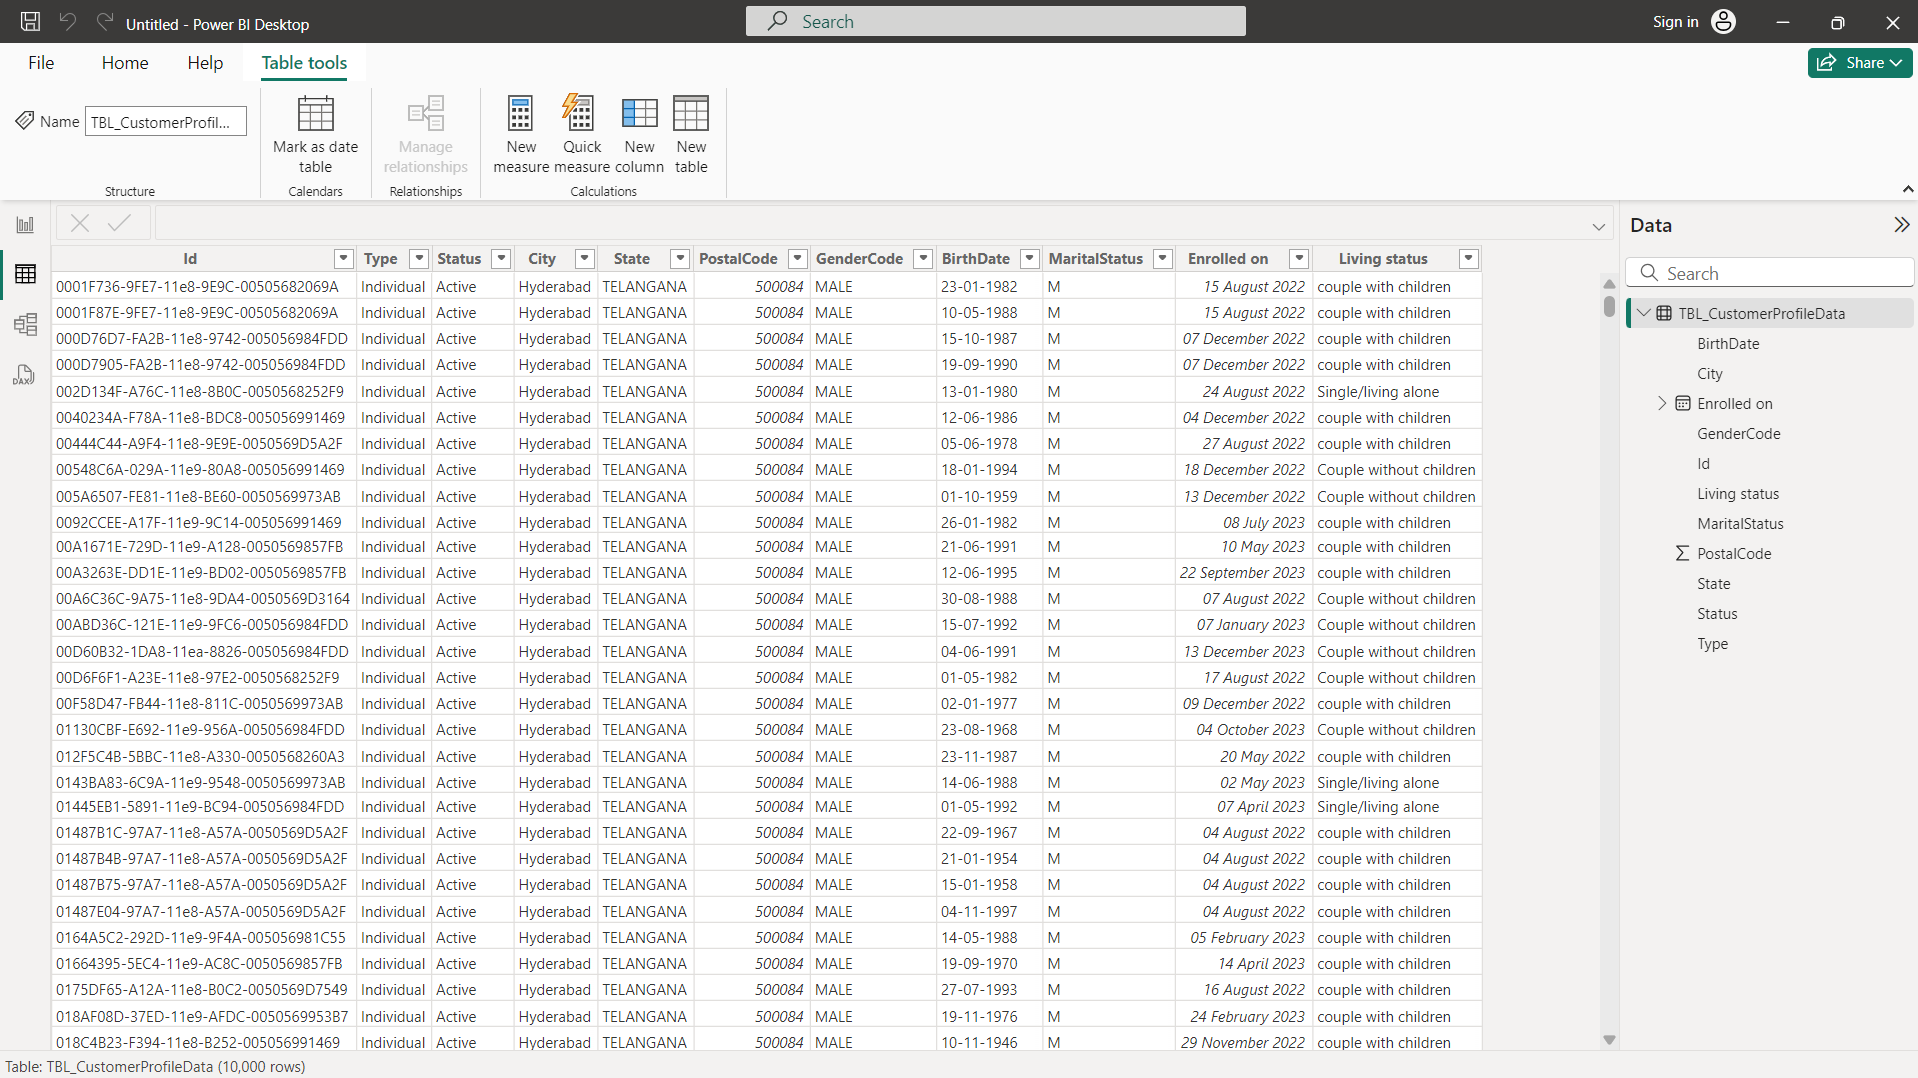 Untitled - Power BI Desktop
Search
Sign in
File Home Help Table tools
Share
Name TBL_CustomerProfil...
Mark as date table
Manage relationships
New measure
Quick measure
New column
New table
Structure Calendars Relationships Calculations
Id Type Status City State PostalCode GenderCode BirthDate MaritalStatus Enrolled on Living status
0001F736-9FE7-11e8-9E9C-00505682069A Individual Active Hyderabad TELANGANA 500084 MALE 23-01-1982 M 15 August 2022 couple with children
0001F87E-9FE7-11e8-9E9C-00505682069A Individual Active Hyderabad TELANGANA 500084 MALE 10-05-1988 M 15 August 2022 couple with children
000D76D7-FA2B-11e8-9742-005056984FDD Individual Active Hyderabad TELANGANA 500084 MALE 15-10-1987 M 07 December 2022 couple with children
000D7905-FA2B-11e8-9742-005056984FDD Individual Active Hyderabad TELANGANA 500084 MALE 19-09-1990 M 07 December 2022 couple with children
002D134F-A76C-11e8-8B0C-0050568252F9 Individual Active Hyderabad TELANGANA 500084 MALE 13-01-1980 M 24 August 2022 Single/living alone
0040234A-F78A-11e8-BDC8-005056991469 Individual Active Hyderabad TELANGANA 500084 MALE 12-06-1986 M 04 December 2022 couple with children
00444C44-A9F4-11e8-9E9E-0050569D5A2F Individual Active Hyderabad TELANGANA 500084 MALE 05-06-1978 M 27 August 2022 couple with children
00548C6A-029A-11e9-80A8-005056991469 Individual Active Hyderabad TELANGANA 500084 MALE 18-01-1994 M 18 December 2022 Couple without children
005A6507-FE81-11e8-BE60-0050569973AB Individual Active Hyderabad TELANGANA 500084 MALE 01-10-1959 M 13 December 2022 Couple without children
0092CCEE-A17F-11e9-9C14-005056991469 Individual Active Hyderabad TELANGANA 500084 MALE 26-01-1982 M 08 July 2023 couple with children
00A1671E-729D-11e9-A128-0050569857FB Individual Active Hyderabad TELANGANA 500084 MALE 21-06-1991 M 10 May 2023 couple with children
00A3263E-DD1E-11e9-BD02-0050569857FB Individual Active Hyderabad TELANGANA 500084 MALE 12-06-1995 M 22 September 2023 couple with children
00A6C36C-9A75-11e8-9DA4-0050569D3164 Individual Active Hyderabad TELANGANA 500084 MALE 30-08-1988 M 07 August 2022 Couple without children
00ABD36C-121E-11e9-9FC6-005056984FDD Individual Active Hyderabad TELANGANA 500084 MALE 15-07-1992 M 07 January 2023 Couple without children
00D60B32-1DA8-11ea-8826-005056984FDD Individual Active Hyderabad TELANGANA 500084 MALE 04-06-1991 M 13 December 2023 Couple without children
00D6F6F1-A23E-11e8-97E2-0050568252F9 Individual Active Hyderabad TELANGANA 500084 MALE 01-05-1982 M 17 August 2022 Couple without children
00F58D47-FB44-11e8-811C-0050569973AB Individual Active Hyderabad TELANGANA 500084 MALE 02-01-1977 M 09 December 2022 couple with children
01130CBF-E692-11e9-956A-005056984FDD Individual Active Hyderabad TELANGANA 500084 MALE 23-08-1968 M 04 October 2023 Couple without children
012F5C4B-5BBC-11e8-A330-0050568260A3 Individual Active Hyderabad TELANGANA 500084 MALE 23-11-1987 M 20 May 2022 couple with children
0143BA83-6C9A-11e9-9548-0050569973AB Individual Active Hyderabad TELANGANA 500084 MALE 14-06-1988 M 02 May 2023 Single/living alone
01445EB1-5891-11e9-BC94-005056984FDD Individual Active Hyderabad TELANGANA 500084 MALE 01-05-1992 M 07 April 2023 Single/living alone
01487B1C-97A7-11e8-A57A-0050569D5A2F Individual Active Hyderabad TELANGANA 500084 MALE 22-09-1967 M 04 August 2022 couple with children
01487B4B-97A7-11e8-A57A-0050569D5A2F Individual Active Hyderabad TELANGANA 500084 MALE 21-01-1954 M 04 August 2022 couple with children
01487B75-97A7-11e8-A57A-0050569D5A2F Individual Active Hyderabad TELANGANA 500084 MALE 15-01-1958 M 04 August 2022 couple with children
01487E04-97A7-11e8-A57A-0050569D5A2F Individual Active Hyderabad TELANGANA 500084 MALE 04-11-1997 M 04 August 2022 couple with children
0164A5C2-292D-11e9-9F4A-005056981C55 Individual Active Hyderabad TELANGANA 500084 MALE 14-05-1988 M 05 February 2023 couple with children
01664395-5EC4-11e9-AC8C-0050569857FB Individual Active Hyderabad TELANGANA 500084 MALE 19-09-1970 M 14 April 2023 couple with children
0175DF65-A12A-11e8-B0C2-0050569D7549 Individual Active Hyderabad TELANGANA 500084 MALE 27-07-1993 M 16 August 2022 couple with children
018AF08D-37ED-11e9-AFDC-0050569953B7 Individual Active Hyderabad TELANGANA 500084 MALE 19-11-1976 M 24 February 2023 couple with children
018C4B23-F394-11e8-B252-005056991469 Individual Active Hyderabad TELANGANA 500084 MALE 10-11-1946 M 29 November 2022 couple with children
DAX
Data
Search
TBL_CustomerProfileData
BirthDate
City
Enrolled on
GenderCode
Id
Living status
MaritalStatus
PostalCode
State
Status
Type
Table: TBL_CustomerProfileData (10,000 rows)